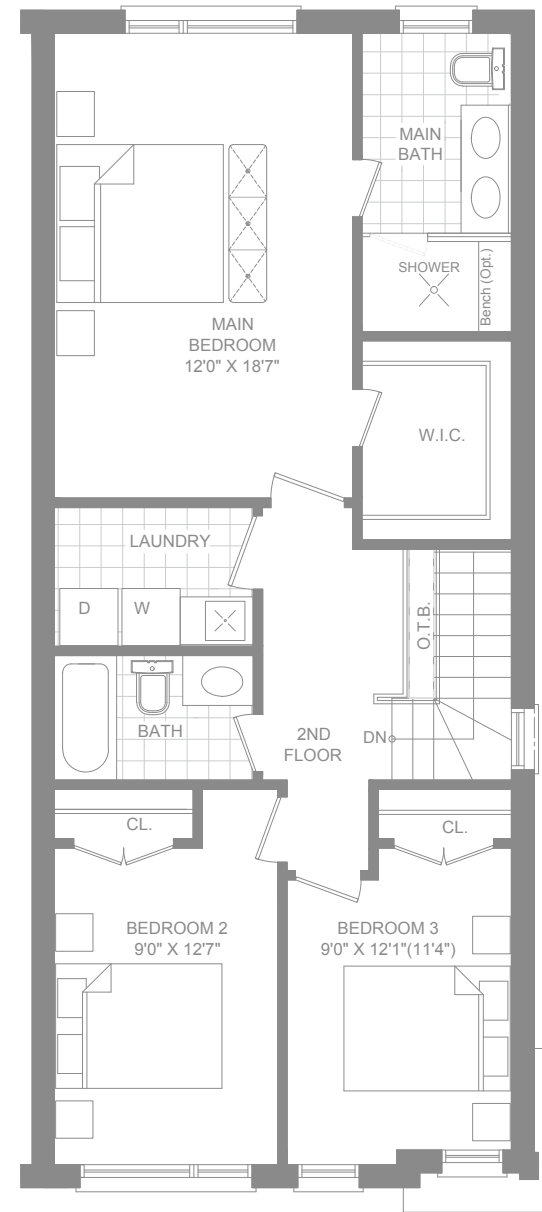 MAIN
BATH
SHOWER
Bench (Opt.)
MAIN
BEDROOM
12'0" X 18'7"
W.I.C.
LAUNDRY
D
W
O.T.B.
BATH
2ND
FLOOR
DN
CL.
CL.
BEDROOM 2
9'0" X 12'7"
BEDROOM 3
9'0" X 12'1"(11'4")